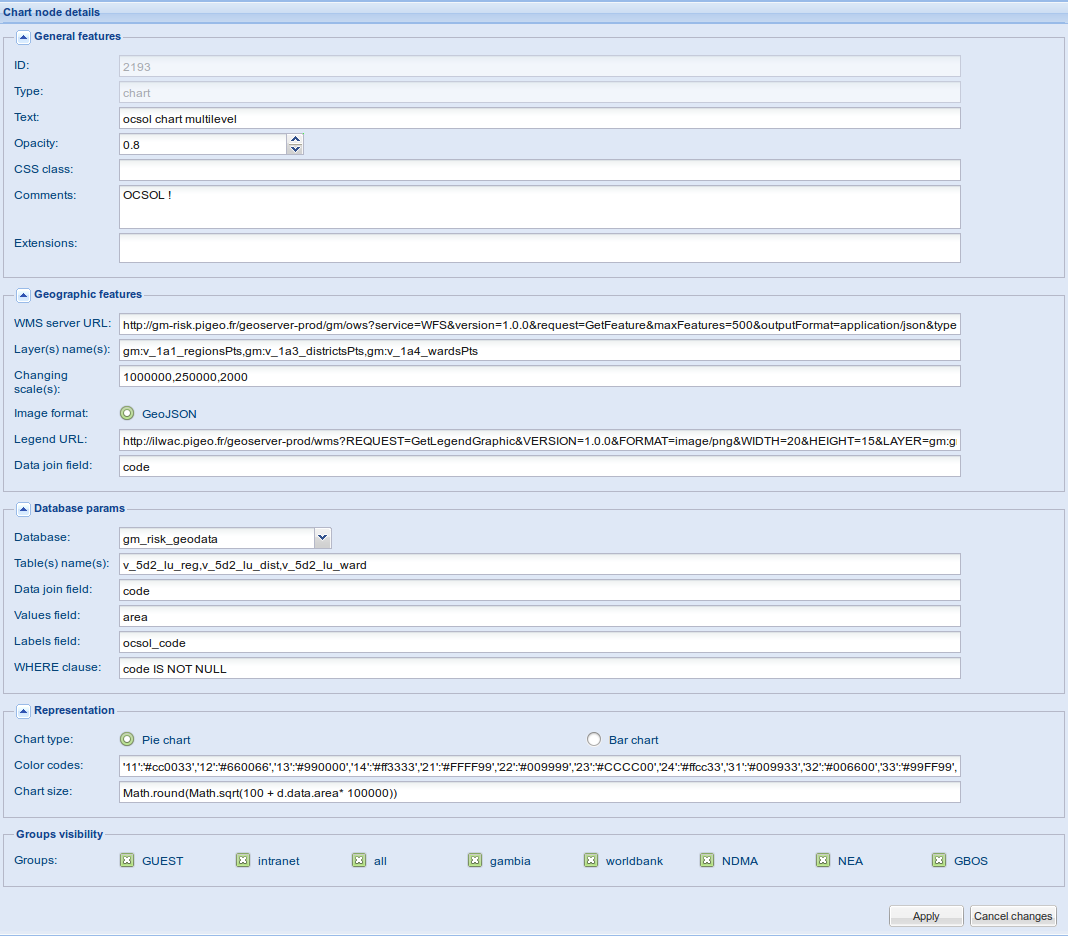 Chart node details
General features
ID: 2193
Type: chart
Text: ocsol chart multilevel
Opacity: 0.8
CSS class:
Comments: OCSOL !
Extensions:
Geographic features
WMS server URL: http://gm-risk.pigeo.fr/geoserver-prod/gm/ows?service=WFS&version=1.0.0&request=GetFeature&maxFeatures=500&outputFormat=application/json&type
Layer(s) name(s): gm:v_1a1_regionsPts,gm:v_1a3_districtsPts,gm:v_1a4_wardsPts
Changing
scale(s): 1000000,250000,2000
Image format: GeoJSON
Legend URL: http://ilwac.pigeo.fr/geoserver-prod/wms?REQUEST=GetLegendGraphic&VERSION=1.0.0&FORMAT=image/png&WIDTH=20&HEIGHT=15&LAYER=gm:g
Data join field: code
Database params
Database: gm_risk_geodata
Table(s) name(s): v_5d2_lu_reg,v_5d2_lu_dist,v_5d2_lu_ward
Data join field: code
Values field: area
Labels field: ocsol_code
WHERE clause: code IS NOT NULL
Representation
Chart type: Pie chart Bar chart
Color codes: '11':'#cc0033','12':'#660066','13':'#990000','14':'#ff3333','21':'#FFFF99','22':'#009999','23':'#CCCC00','24':'#ffcc33','31':'#009933','32':'#006600','33':'#99FF99',
Chart size: Math.round(Math.sqrt(100 + d.data.area* 100000))
Groups visibility
Groups: GUEST intranet all gambia worldbank NDMA NEA GBOS
Apply Cancel changes